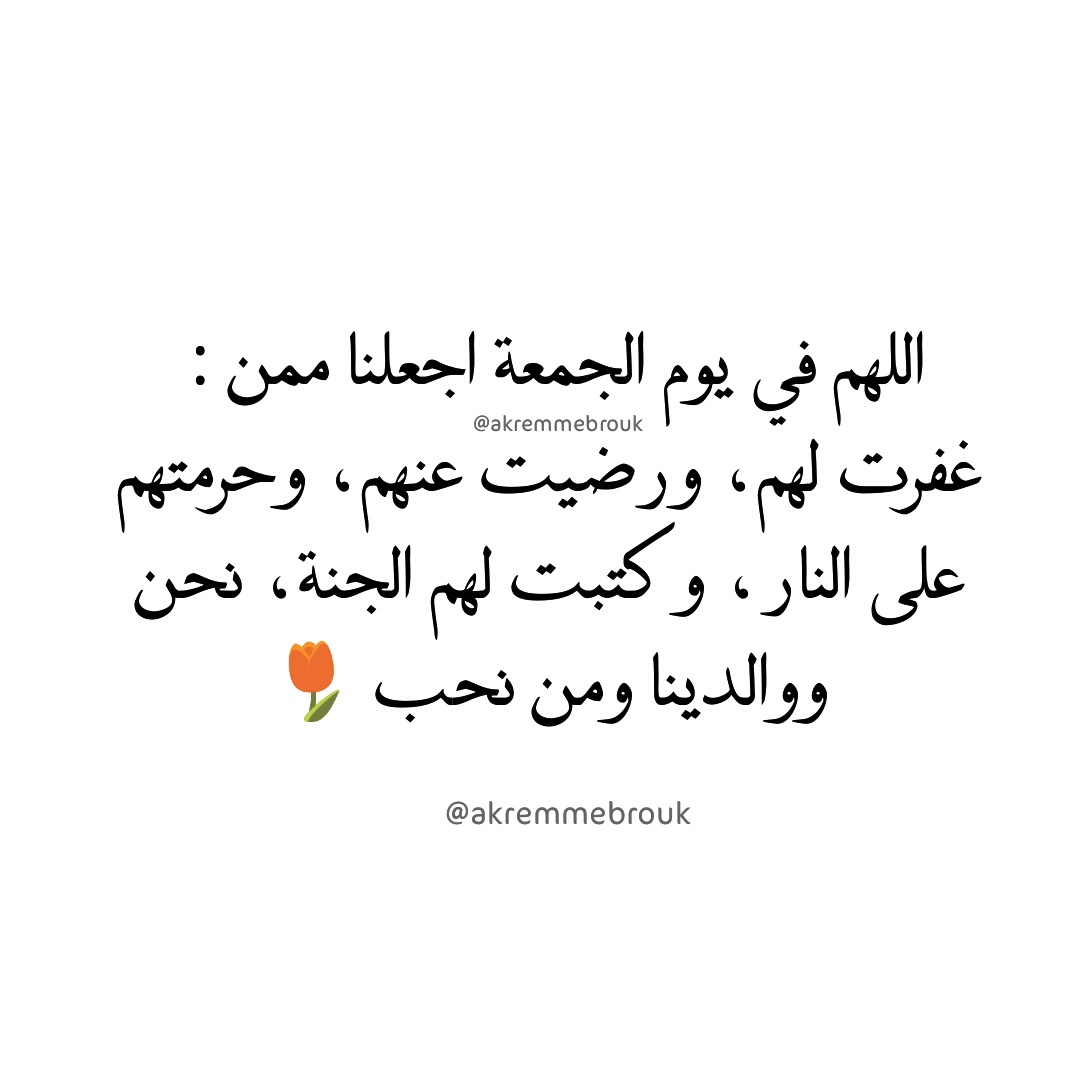 اللهم في يوم الجمعة اجعلنا ممن :
@akremmebrouk
غفرت لهم، ورضيت عنهم، وحرمتهم
على النار ، و كتبت لهم الجنة، نحن
ووالدينا ومن نحب 🌷
@akremmebrouk